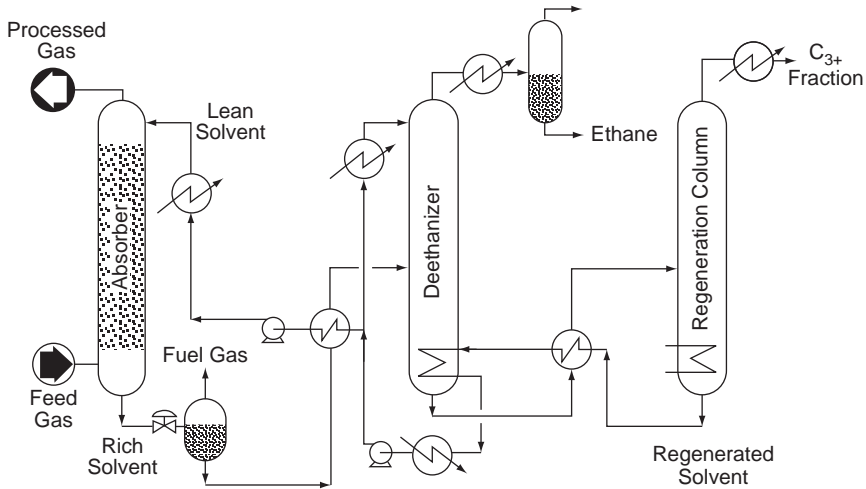 Processed
Gas
Lean
Solvent
Absorber
Feed
Gas
Rich
Solvent
Fuel Gas
Deethanizer
Ethane
Regeneration Column
C₃₊
Fraction
Regenerated
Solvent